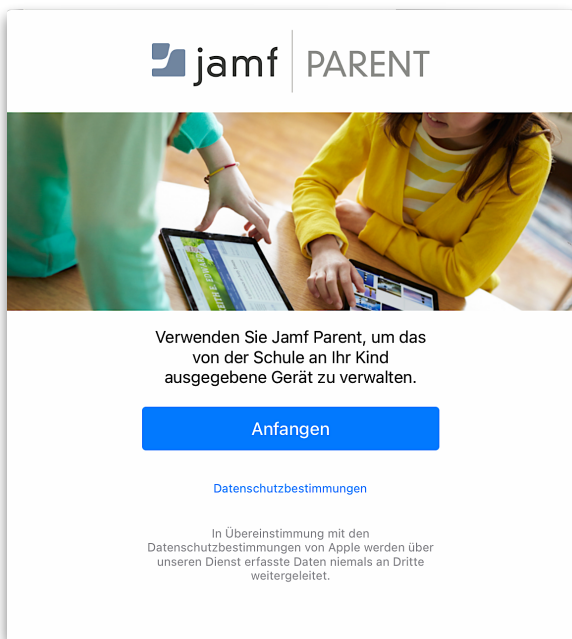 jamf PARENT
Verwenden Sie Jamf Parent, um das
von der Schule an Ihr Kind
ausgegebene Gerät zu verwalten.
Anfangen
Datenschutzbestimmungen
In Übereinstimmung mit den
Datenschutzbestimmungen von Apple werden über
unseren Dienst erfasste Daten niemals an Dritte
weitergeleitet.